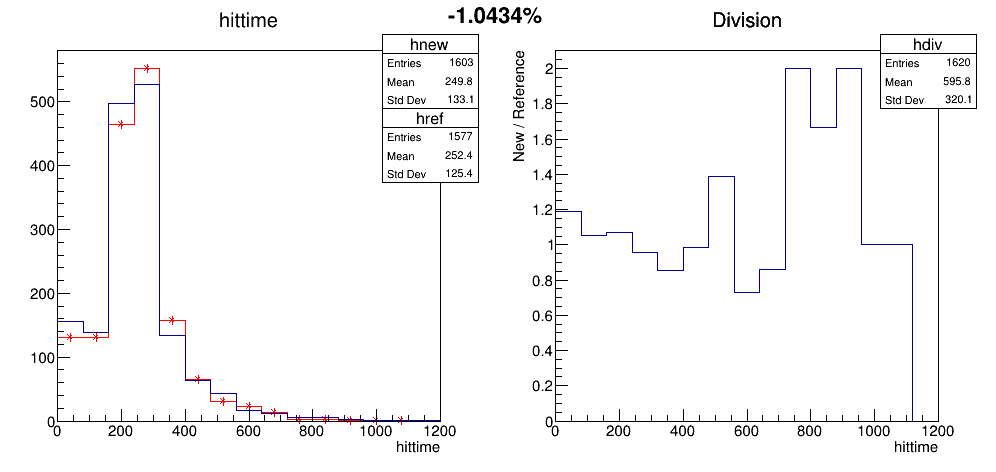 -1.0434%
hittime
hnew
Entries 1603
Mean 249.8
Std Dev 133.1
href
Entries 1577
Mean 252.4
Std Dev 125.4
500
400
300
200
100
0
0 200 400 600 800 1000 1200
hittime
Division
hdiv
Entries 1620
Mean 595.8
Std Dev 320.1
New / Reference
2
1.8
1.6
1.4
1.2
1
0.8
0.6
0.4
0.2
0
0 200 400 600 800 1000 1200
hittime